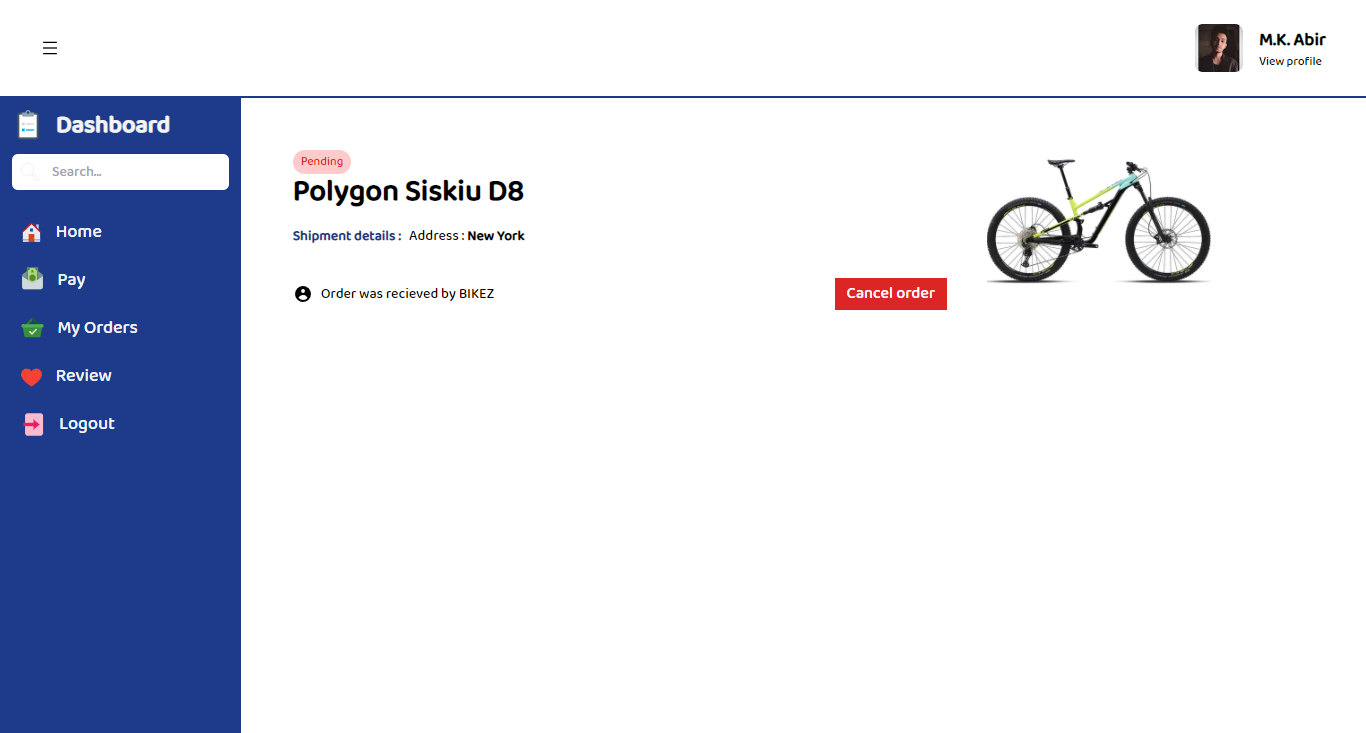 M.K. Abir
View profile
Dashboard
Search...
Home
Pay
My Orders
Review
Logout
Pending
Polygon Siskiu D8
Shipment details : Address : New York
Order was recieved by BIKEZ
Cancel order